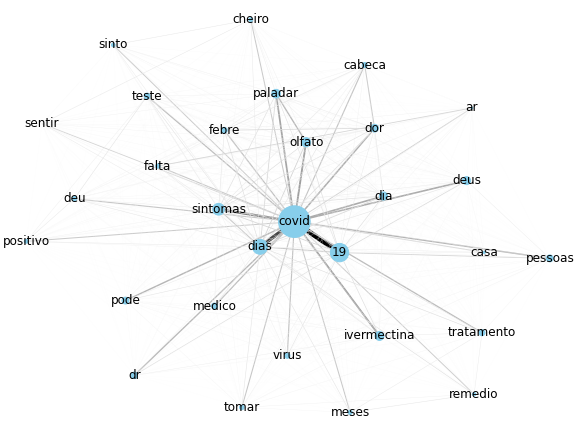 cheiro
sinto
cabeca
teste
paladar
ar
sentir
febre
dor
olfato
falta
deus
deu
dia
sintomas
covid
positivo
dias
19
casa
pessoas
pode
medico
ivermectina
tratamento
virus
dr
remedio
tomar
meses